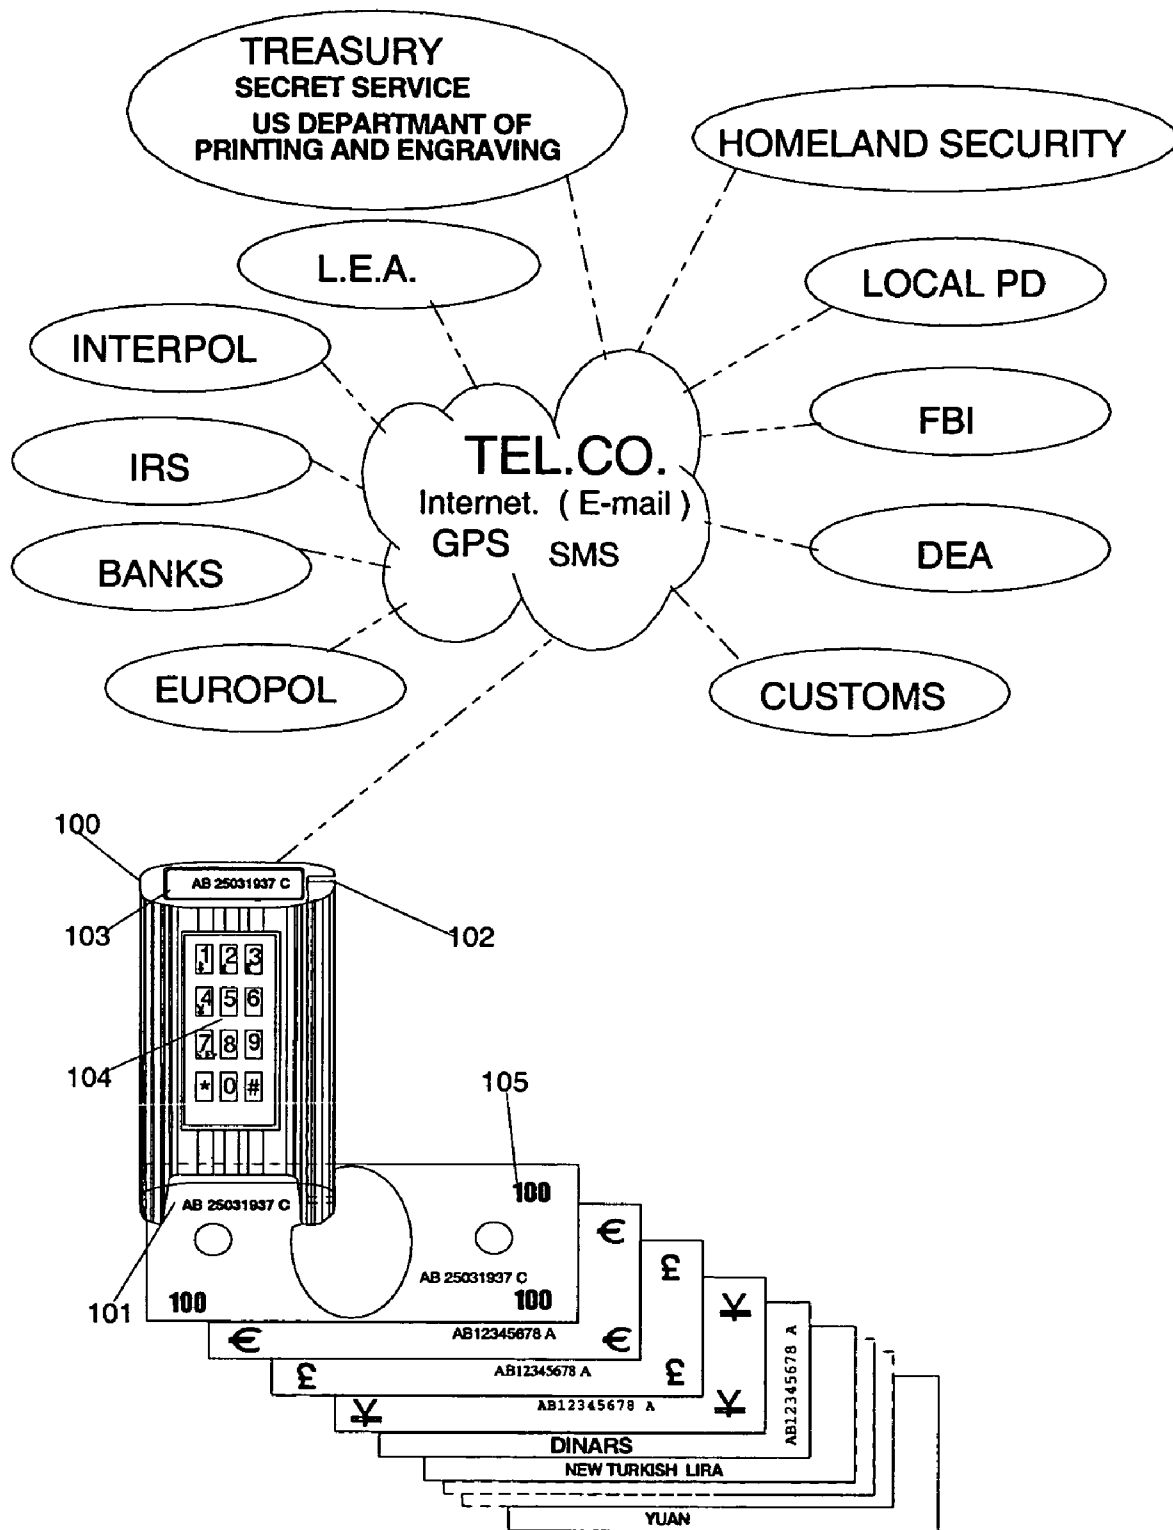 TREASURY
SECRET SERVICE
US DEPARTMANT OF
PRINTING AND ENGRAVING
HOMELAND SECURITY
L.E.A.
LOCAL PD
INTERPOL
FBI
IRS
TEL.CO.
Internet. ( E-mail )
GPS SMS
BANKS
DEA
EUROPOL
CUSTOMS
100
AB 25031937 C
103
102
1 2 3
4 5 6
7 8 9
* 0 #
104
105
100
AB 25031937 C
AB 25031937 C
101
100
100
€
€
€
AB12345678 A
£
£
£
AB12345678 A
¥
¥
¥
AB12345678 A
AB12345678 A
DINARS
NEW TURKISH LIRA
YUAN